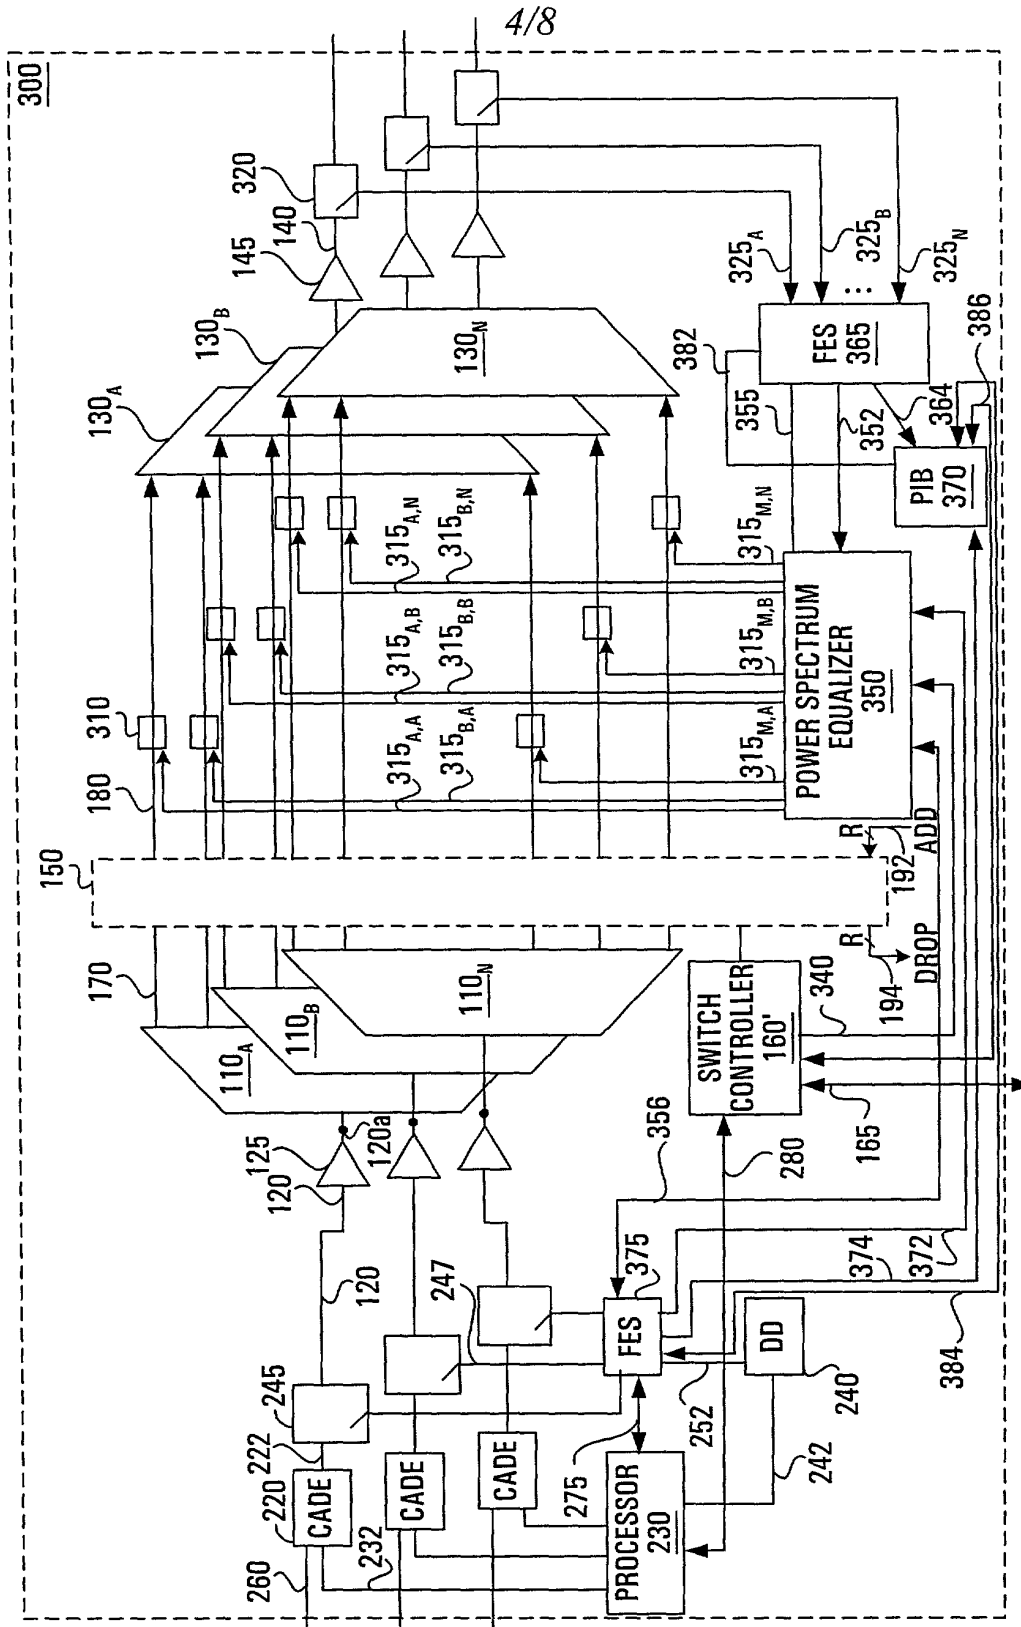 4/8
300
320
140
145
130B
130A
130N
325A
325B
325N
FES
365
382
355
352
364
386
PIB
370
310
180
315A,N
315B,N
315M,N
315A,B
315B,B
315M,B
315A,A
315B,A
315M,A
POWER SPECTRUM
EQUALIZER
350
150
R
192
ADD
R
194
DROP
170
110A
110B
110N
SWITCH
CONTROLLER
160'
340
165
280
356
125
120
120a
120
247
375
FES
374
372
384
DD
240
252
242
275
245
222
220
CADE
CADE
CADE
260
232
PROCESSOR
230